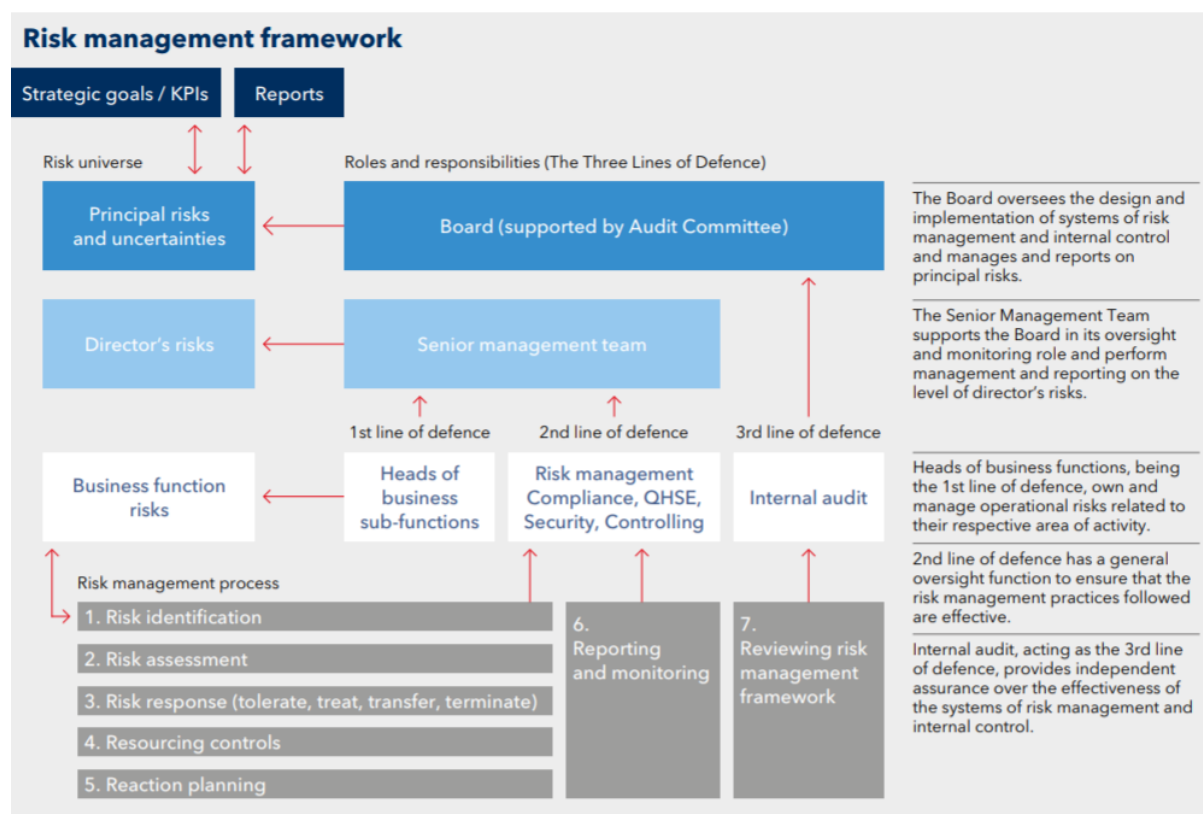 Risk management framework
Strategic goals / KPIs
Reports
Risk universe
Roles and responsibilities (The Three Lines of Defence)
Principal risks
and uncertainties
Board (supported by Audit Committee)
The Board oversees the design and
implementation of systems of risk
management and internal control
and manages and reports on
principal risks.
Director's risks
Senior management team
The Senior Management Team
supports the Board in its oversight
and monitoring role and perform
management and reporting on the
level of director's risks.
1st line of defence
2nd line of defence
3rd line of defence
Business function
risks
Heads of
business
sub-functions
Risk management
Compliance, QHSE,
Security, Controlling
Internal audit
Heads of business functions, being
the 1st line of defence, own and
manage operational risks related to
their respective area of activity.
Risk management process
1. Risk identification
2. Risk assessment
3. Risk response (tolerate, treat, transfer, terminate)
4. Resourcing controls
5. Reaction planning
6.
Reporting
and monitoring
7.
Reviewing risk
management
framework
2nd line of defence has a general
oversight function to ensure that the
risk management practices followed
are effective.
Internal audit, acting as the 3rd line
of defence, provides independent
assurance over the effectiveness of
the systems of risk management and
internal control.